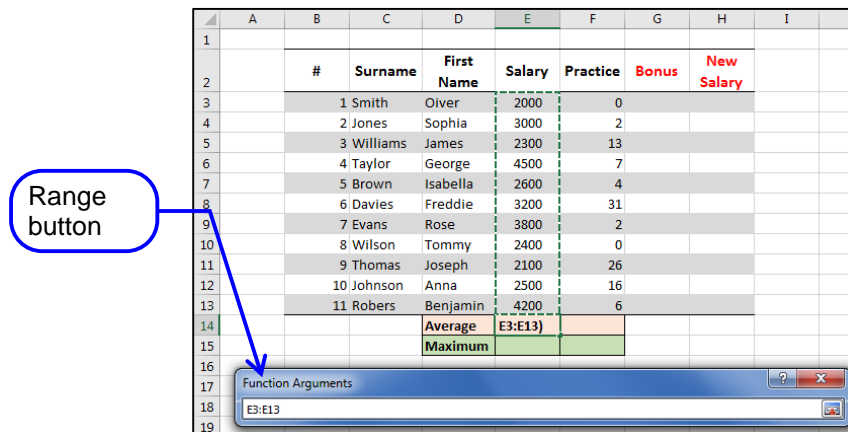 A B C D E F G H I
1
2 # Surname First Name Salary Practice Bonus New Salary
3 1 Smith Oiver 2000 0
4 2 Jones Sophia 3000 2
5 3 Williams James 2300 13
6 4 Taylor George 4500 7
7 5 Brown Isabella 2600 4
Range button
8 6 Davies Freddie 3200 31
9 7 Evans Rose 3800 2
10 8 Wilson Tommy 2400 0
11 9 Thomas Joseph 2100 26
12 10 Johnson Anna 2500 16
13 11 Robers Benjamin 4200 6
14 Average E3:E13)
15 Maximum
16
17 Function Arguments ? X
18 E3:E13
19